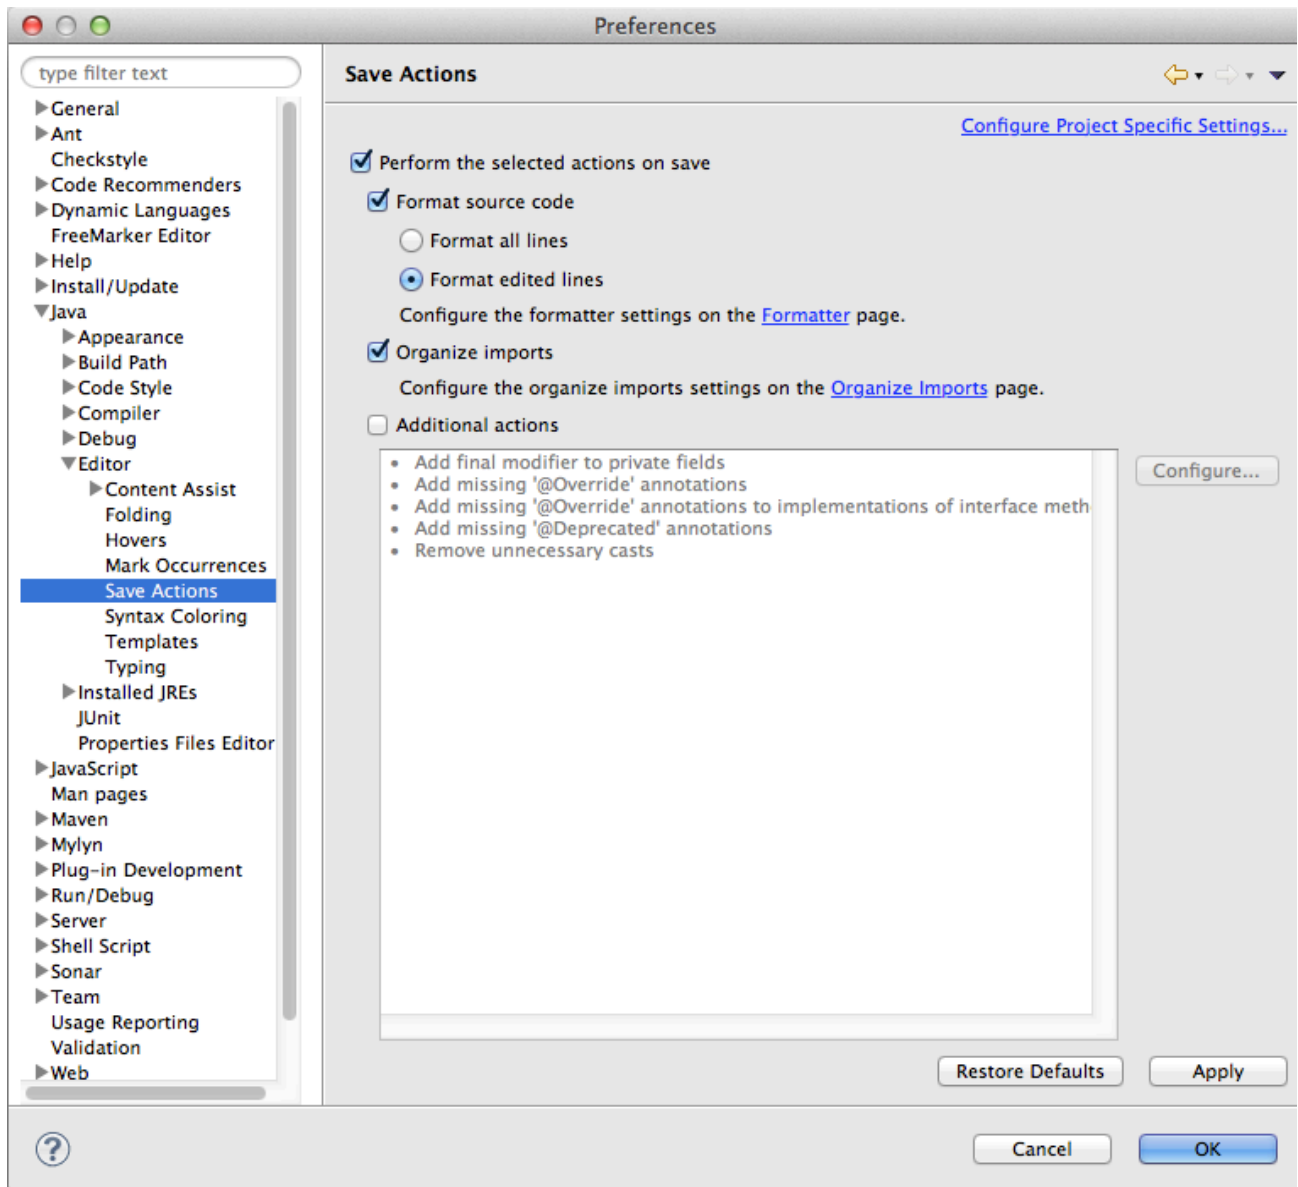 Preferences
type filter text
General
Ant
Checkstyle
Code Recommenders
Dynamic Languages
FreeMarker Editor
Help
Install/Update
Java
Appearance
Build Path
Code Style
Compiler
Debug
Editor
Content Assist
Folding
Hovers
Mark Occurrences
Save Actions
Syntax Coloring
Templates
Typing
Installed JREs
JUnit
Properties Files Editor
JavaScript
Man pages
Maven
Mylyn
Plug-in Development
Run/Debug
Server
Shell Script
Sonar
Team
Usage Reporting
Validation
Web
Save Actions
Configure Project Specific Settings...
Perform the selected actions on save
Format source code
Format all lines
Format edited lines
Configure the formatter settings on the Formatter page.
Organize imports
Configure the organize imports settings on the Organize Imports page.
Additional actions
• Add final modifier to private fields
• Add missing '@Override' annotations
• Add missing '@Override' annotations to implementations of interface meth
• Add missing '@Deprecated' annotations
• Remove unnecessary casts
Configure...
Restore Defaults
Apply
?
Cancel
OK